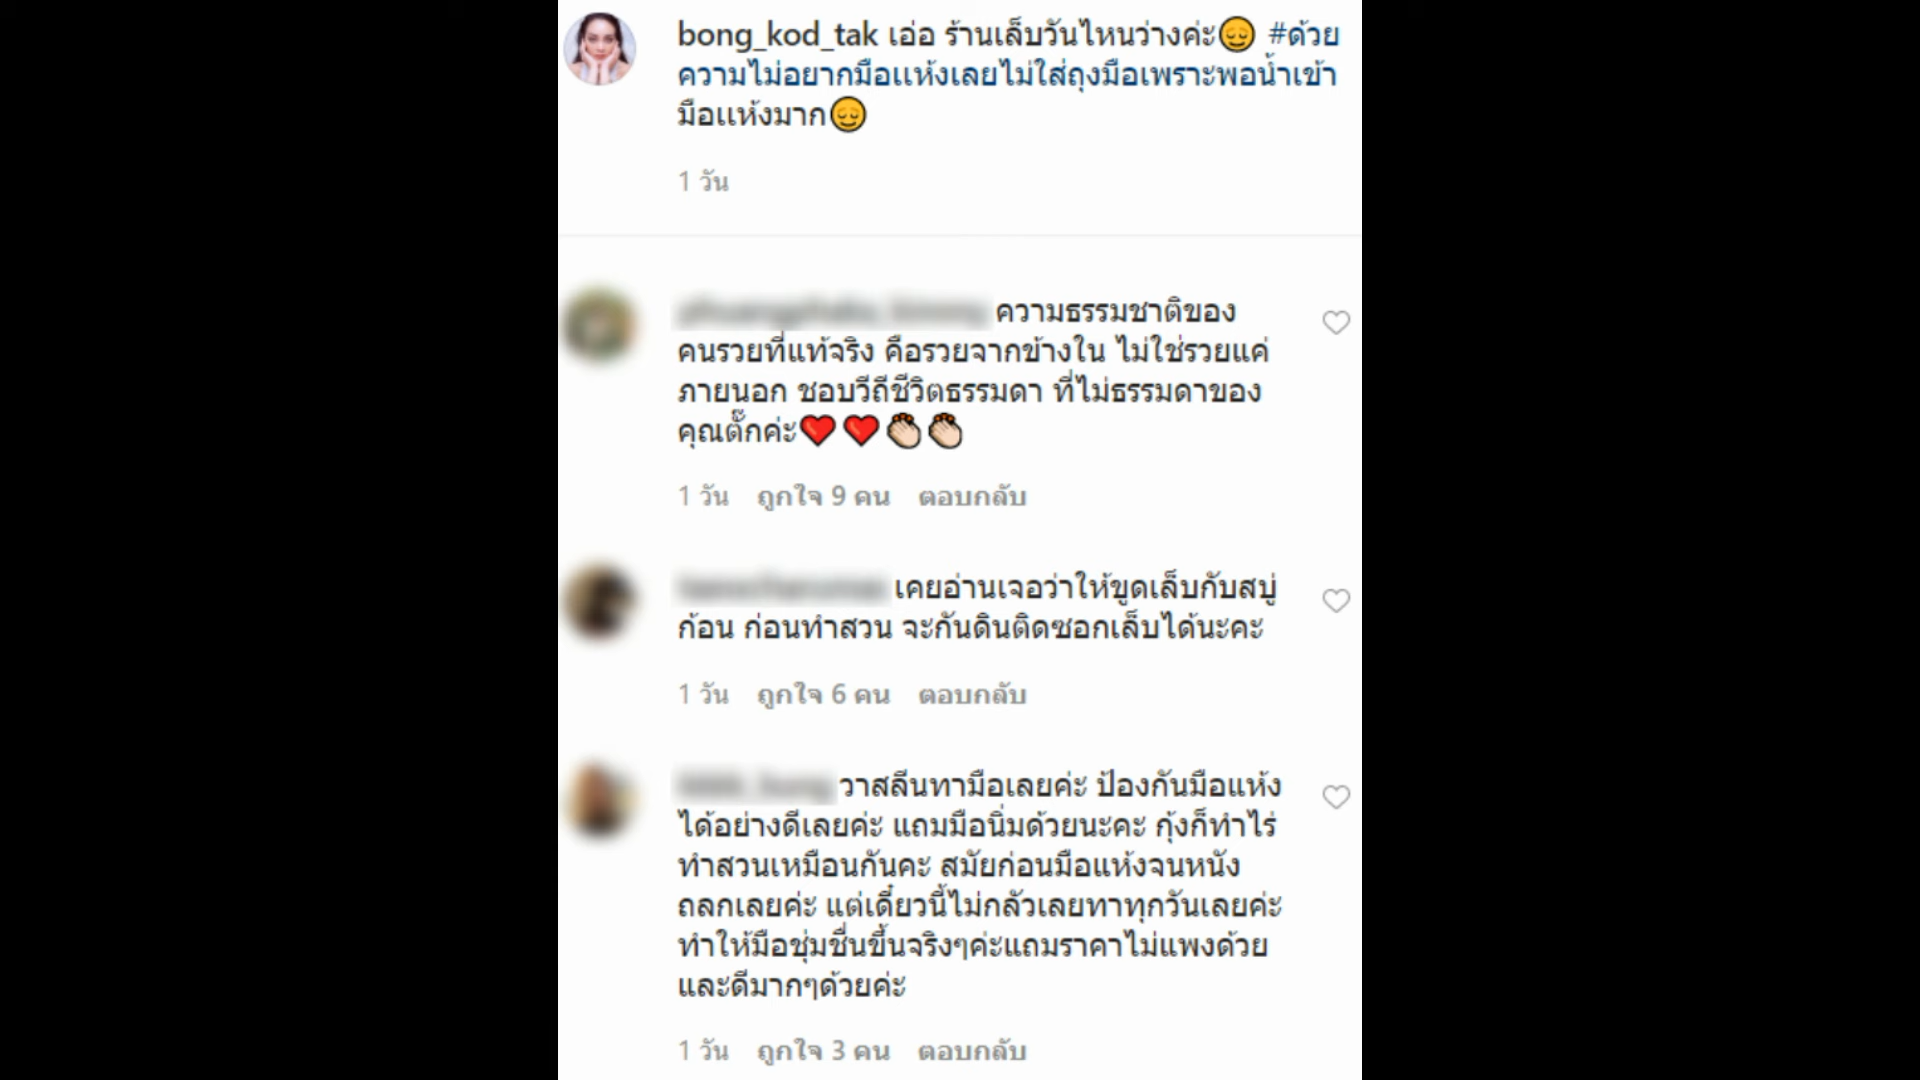 bong_kod_tak เอ่อ ร้านเล็บวันไหนว่างค่ะ😌 #ด้วย
ความไม่อยากมือแห้งเลยไม่ใส่ถุงมือเพราะพอน้ำเข้า
มือแห้งมาก😌
1 วัน
ความธรรมชาติของ
คนรวยที่แท้จริง คือรวยจากข้างใน ไม่ใช่รวยแค่
ภายนอก ชอบวีถีชีวิตธรรมดา ที่ไม่ธรรมดาของ
คุณตั๊กค่ะ❤️❤️👏🏻👏🏻
1 วัน ถูกใจ 9 คน ตอบกลับ
เคยอ่านเจอว่าให้ขูดเล็บกับสบู่
ก้อน ก่อนทำสวน จะกันดินติดซอกเล็บได้นะคะ
1 วัน ถูกใจ 6 คน ตอบกลับ
วาสลีนทามือเลยค่ะ ป้องกันมือแห้ง
ได้อย่างดีเลยค่ะ แถมมือนิ่มด้วยนะคะ กุ้งก็ทำไร่
ทำสวนเหมือนกันคะ สมัยก่อนมือแห้งจนหนัง
ถลกเลยค่ะ แต่เดี๋ยวนี้ไม่กลัวเลยทาทุกวันเลยค่ะ
ทำให้มือชุ่มชื่นขึ้นจริงๆค่ะแถมราคาไม่แพงด้วย
และดีมากๆด้วยค่ะ
1 วัน ถูกใจ 3 คน ตอบกลับ